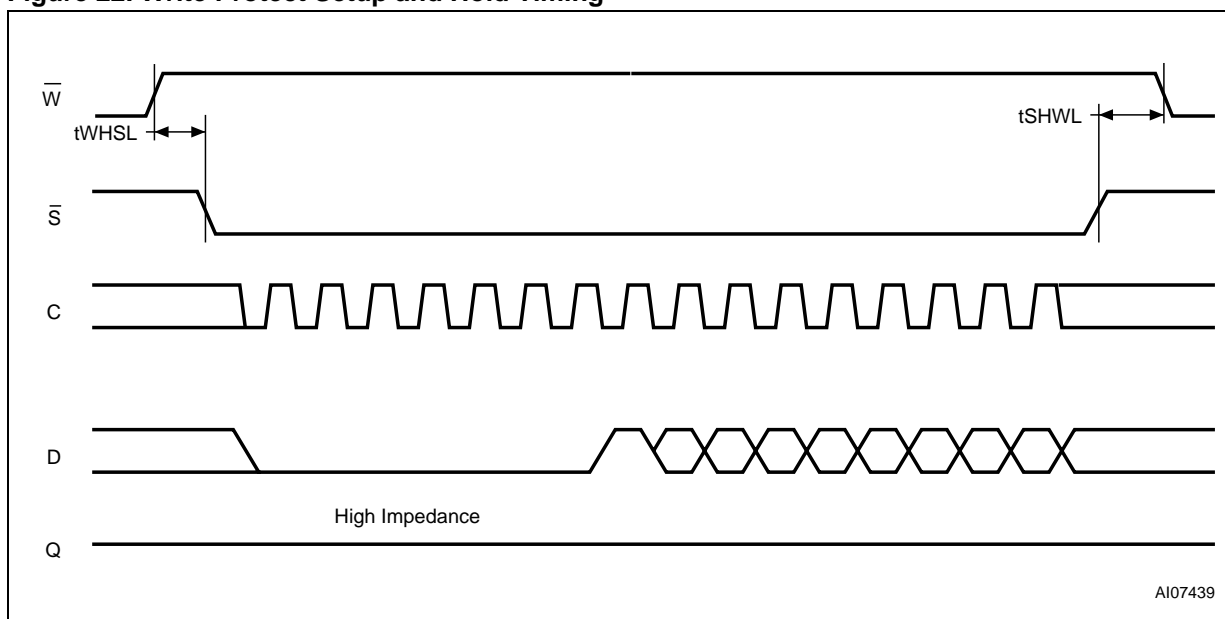 Figure 22. Write Protect Setup and Hold Timing
W
tWHSL
tSHWL
S
C
D
High Impedance
Q
AI07439